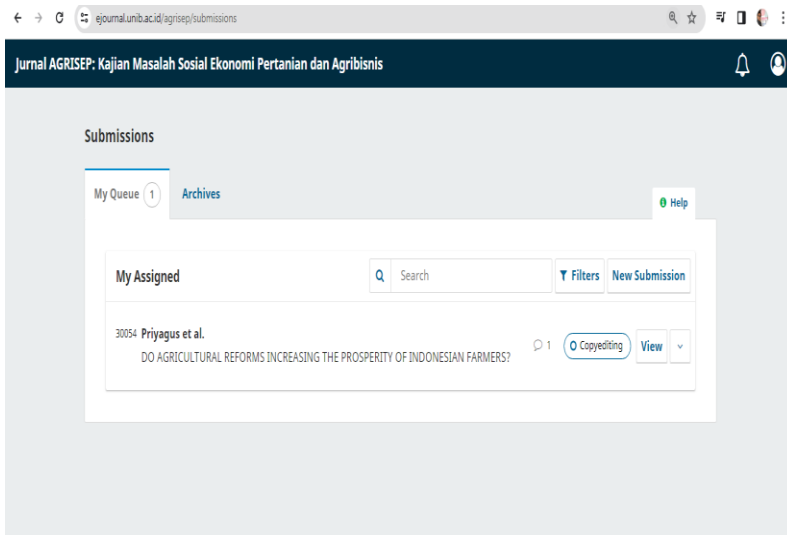 ejournal.unib.ac.id/agrisep/submissions
Jurnal AGRISEP: Kajian Masalah Sosial Ekonomi Pertanian dan Agribisnis
Submissions
My Queue 1 Archives
Help
My Assigned Search Filters New Submission
30054 Priyagus et al.
DO AGRICULTURAL REFORMS INCREASING THE PROSPERITY OF INDONESIAN FARMERS? 1 Copyediting View